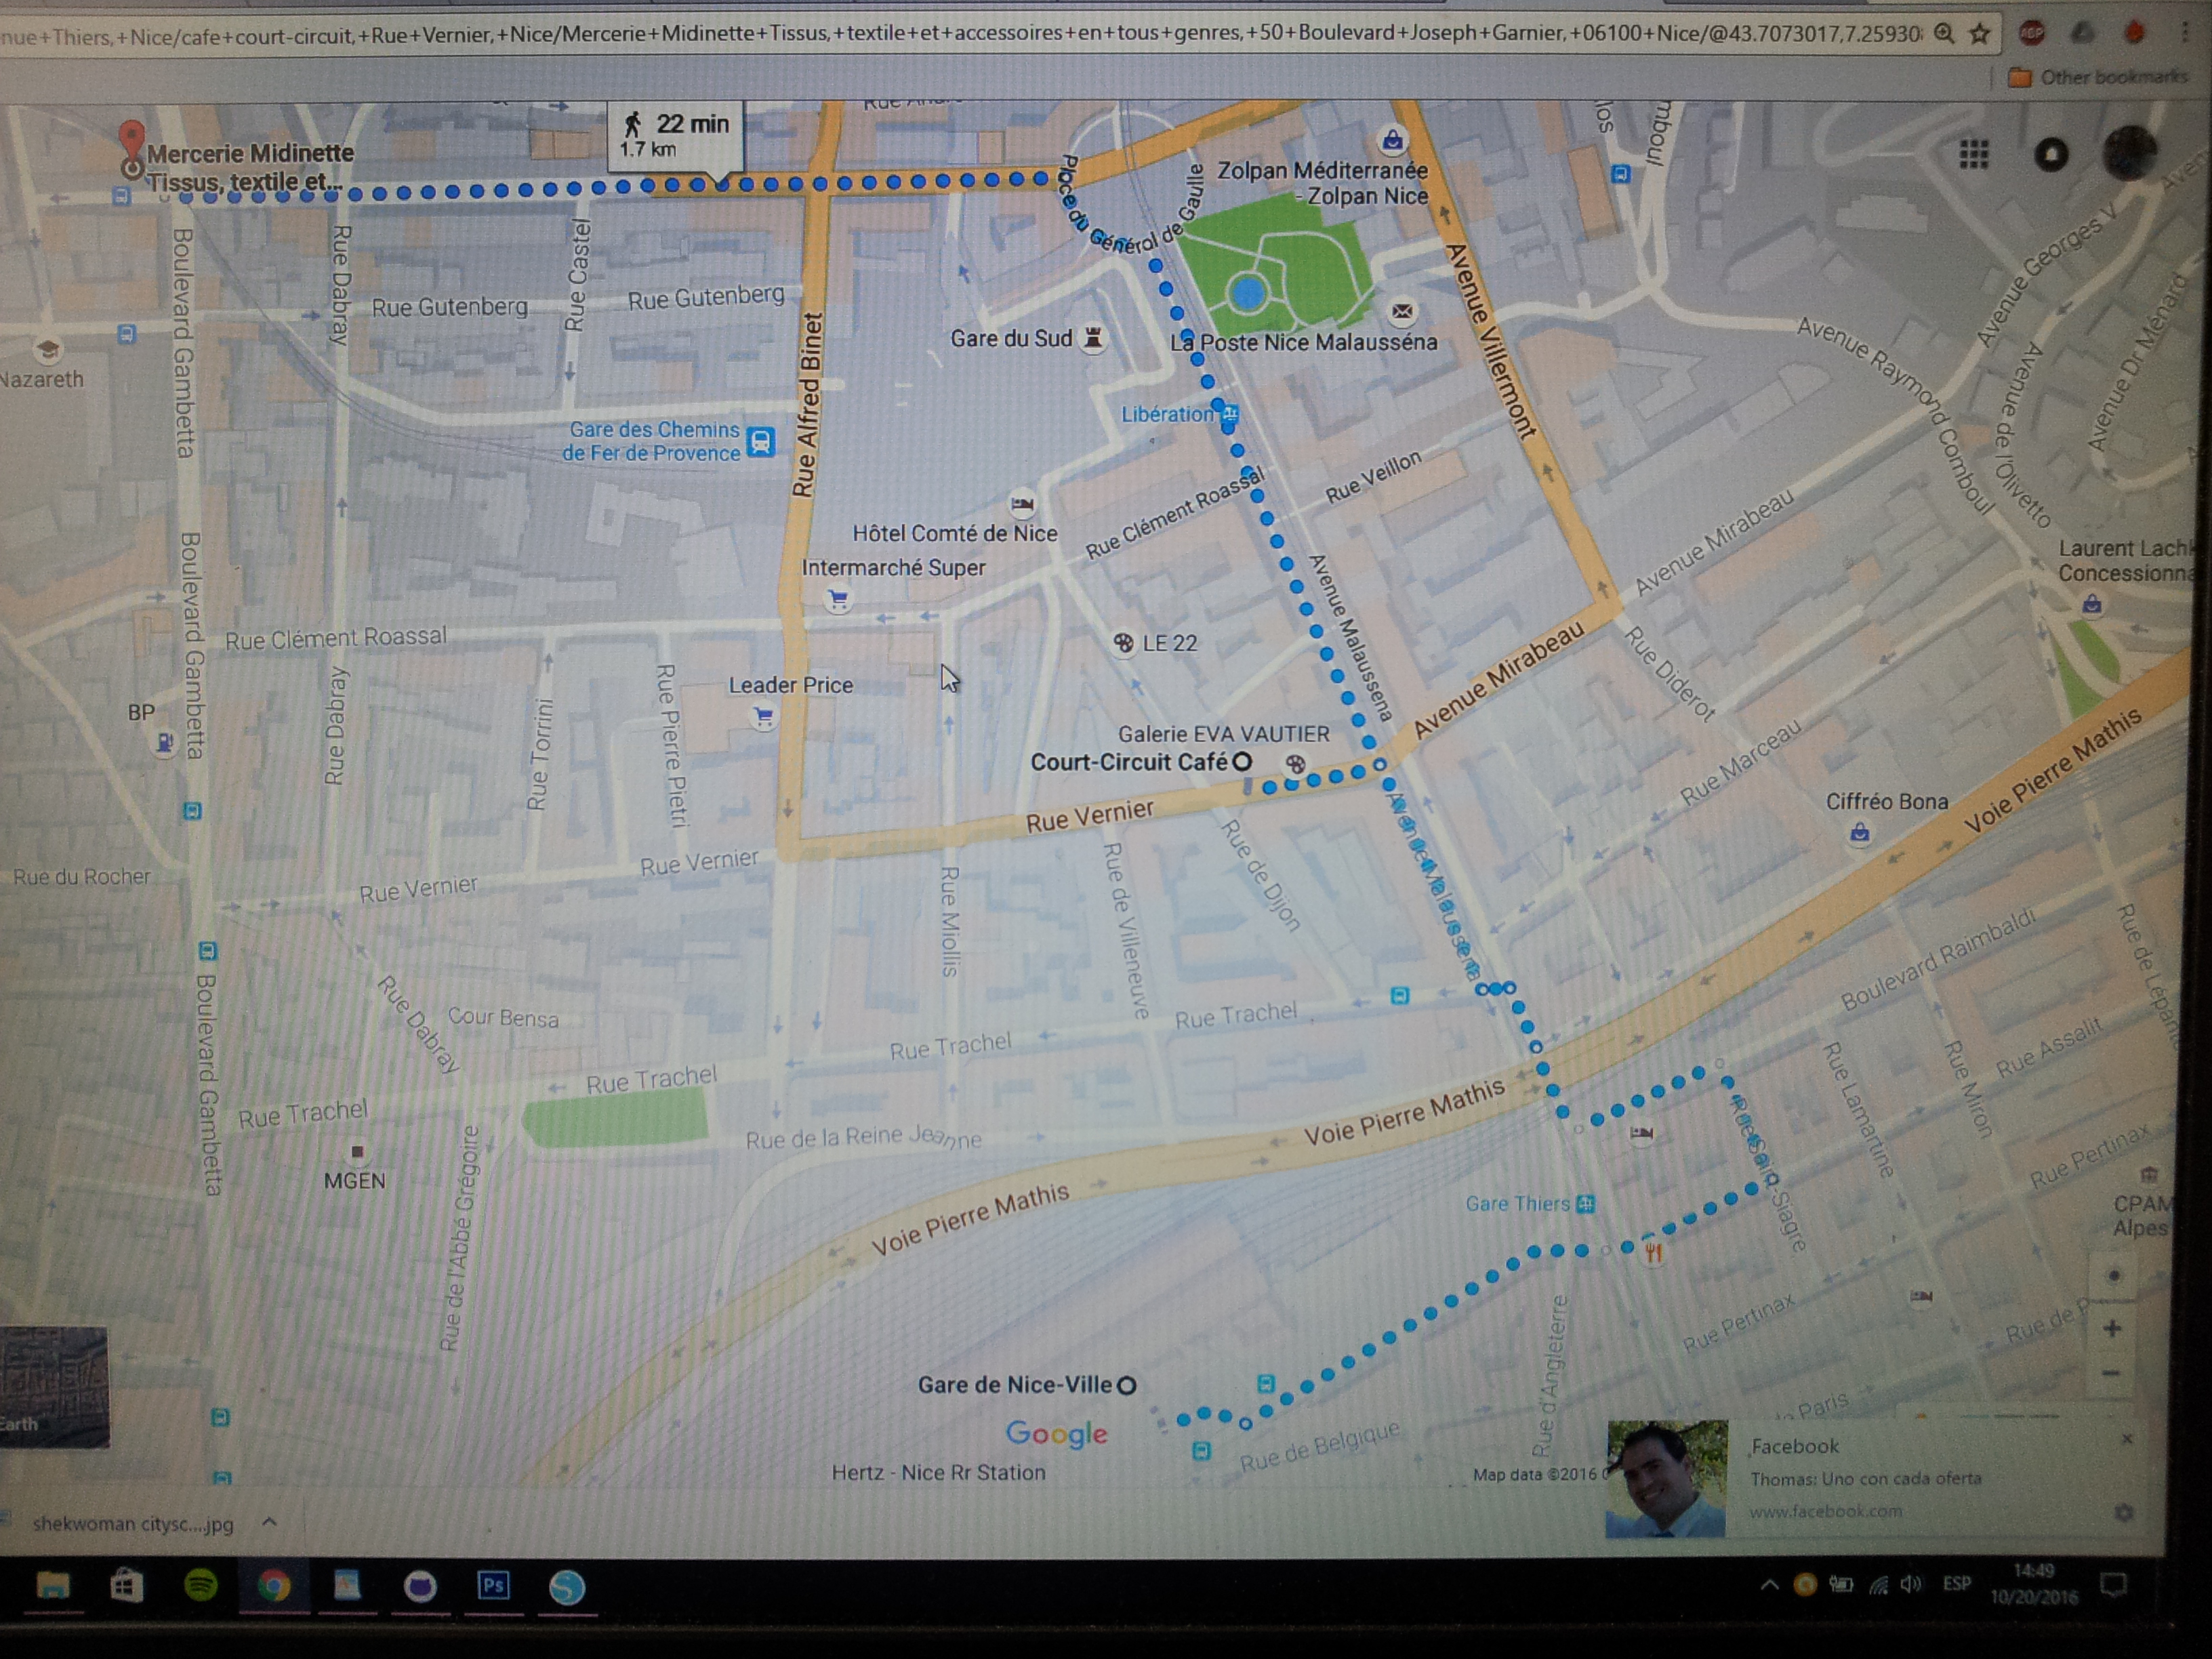 nue+Thiers,+Nice/cafe+court-circuit,+Rue+Vernier,+Nice/Mercerie+Midinette+Tissus,+textile+et+accessoires+en+tous+genres,+50+Boulevard+Joseph+Garnier,+06100+Nice/@43.7073017,7.25930
ABP
Other bookmarks
22 min
1.7 km
Mercerie Midinette
Tissus, textile et...
Place du Général de Gaulle
Zolpan Méditerranée
- Zolpan Nice
Avenue Georges V
Boulevard Gambetta
Rue Dabray
Rue Castel
Rue Gutenberg
Rue Gutenberg
Rue Alfred Binet
Gare du Sud
La Poste Nice Malausséna
Avenue Villermont
Avenue Raymond Comboul
Avenue de l'Olivetto
Avenue Dr Ménard
Nazareth
Gare des Chemins
de Fer de Provence
Libération
Rue Clément Roassal
Rue Veillon
Hôtel Comté de Nice
Intermarché Super
Avenue Malaussena
Avenue Mirabeau
Laurent Lach
Concessionna
Boulevard Gambetta
Rue Clément Roassal
LE 22
Avenue Mirabeau
Rue Diderot
Leader Price
BP
Rue Dabray
Rue Torrini
Rue Pierre Pietri
Galerie EVA VAUTIER
Court-Circuit Café
Rue Marceau
Voie Pierre Mathis
Ciffréo Bona
Rue Vernier
Rue Vernier
Rue Vernier
Rue du Rocher
Rue Miollis
Rue de Villeneuve
Rue de Dijon
Avenue Malaussena
Boulevard Raimbaldi
Rue de Lépante
Boulevard Gambetta
Rue Dabray
Cour Bensa
Rue Trachel
Rue Trachel
Rue Trachel
Rue Trachel
Rue Assalit
Rue Lamartine
Rue Miron
Rue Saint-Siagre
Rue Pertinax
MGEN
Rue de l'Abbé Grégoire
Rue de la Reine Jeanne
Voie Pierre Mathis
Voie Pierre Mathis
Gare Thiers
CPAM
Alpes
Rue Pertinax
Rue de P
Rue d'Angleterre
Gare de Nice-Ville
Google
Rue de Belgique
Paris
Hertz - Nice Rr Station
Map data ©2016
Earth
Facebook
Thomas: Uno con cada oferta
www.facebook.com
shekwoman citysc....jpg
Ps
ESP
14:49
10/20/2016